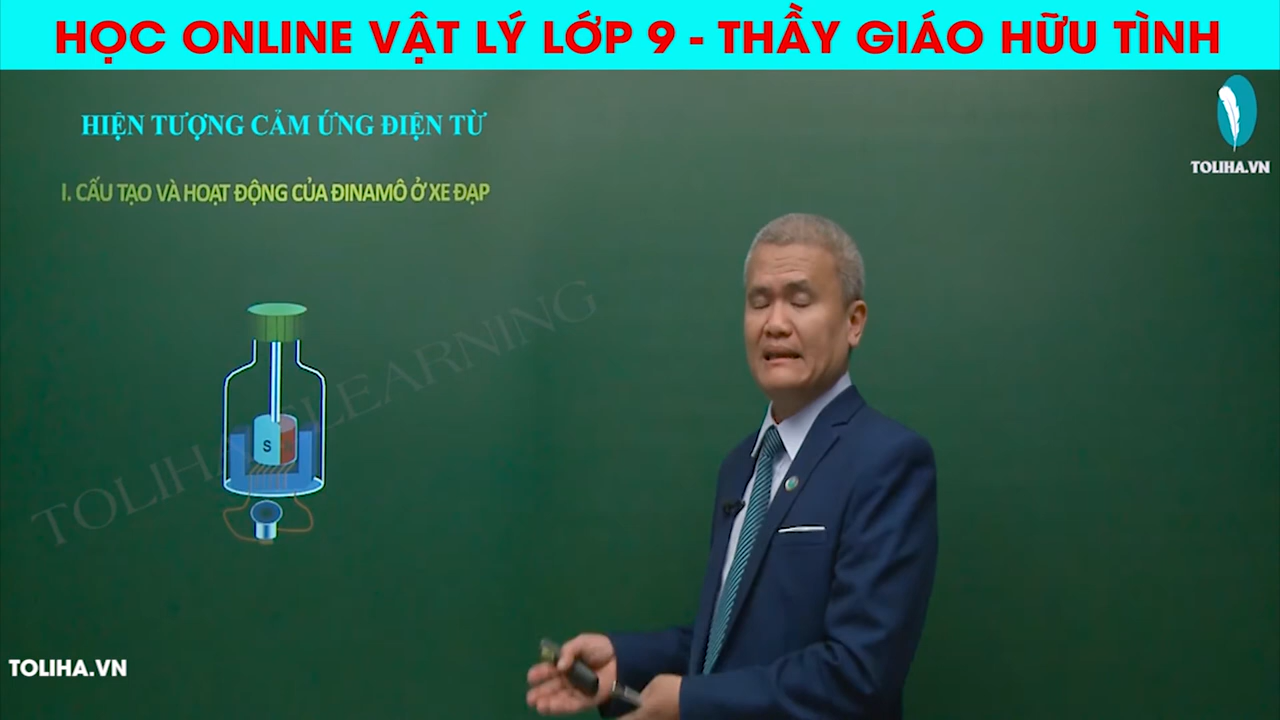 HỌC ONLINE VẬT LÝ LỚP 9 - THẦY GIÁO HỮU TÌNH
HIỆN TƯỢNG CẢM ỨNG ĐIỆN TỪ
TOLIHA.VN
I. CẤU TẠO VÀ HOẠT ĐỘNG CỦA ĐINAMÔ Ở XE ĐẠP
TOLIHA ELEARNING
S
TOLIHA.VN